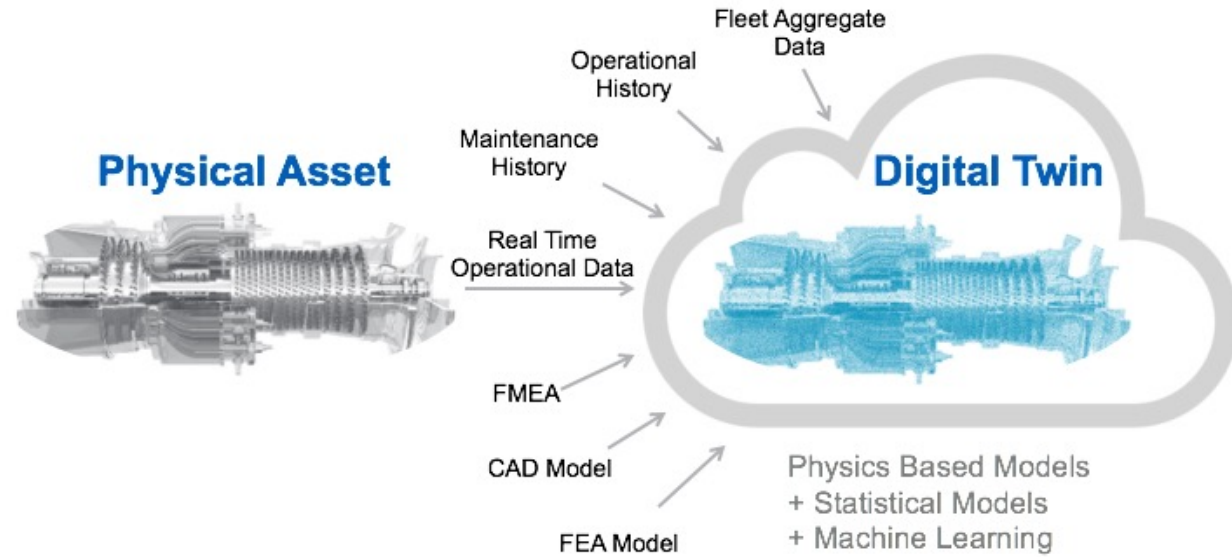 Fleet Aggregate
Data
Operational
History
Maintenance
History
Physical Asset
Digital Twin
Real Time
Operational Data
FMEA
CAD Model
FEA Model
Physics Based Models
+ Statistical Models
+ Machine Learning